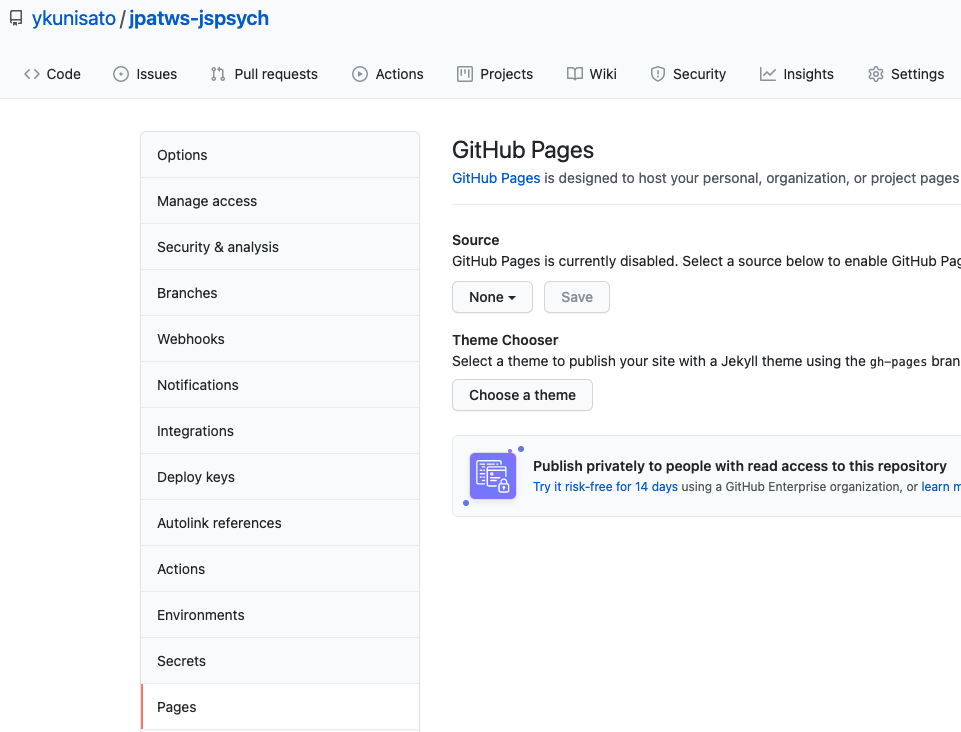 ykunisato / jpatws-jspsych
Code Issues Pull requests Actions Projects Wiki Security Insights Settings
Options
Manage access
Security & analysis
Branches
Webhooks
Notifications
Integrations
Deploy keys
Autolink references
Actions
Environments
Secrets
Pages
GitHub Pages
GitHub Pages is designed to host your personal, organization, or project pages
Source
GitHub Pages is currently disabled. Select a source below to enable GitHub Pag
None Save
Theme Chooser
Select a theme to publish your site with a Jekyll theme using the gh-pages bran
Choose a theme
Publish privately to people with read access to this repository
Try it risk-free for 14 days using a GitHub Enterprise organization, or learn m